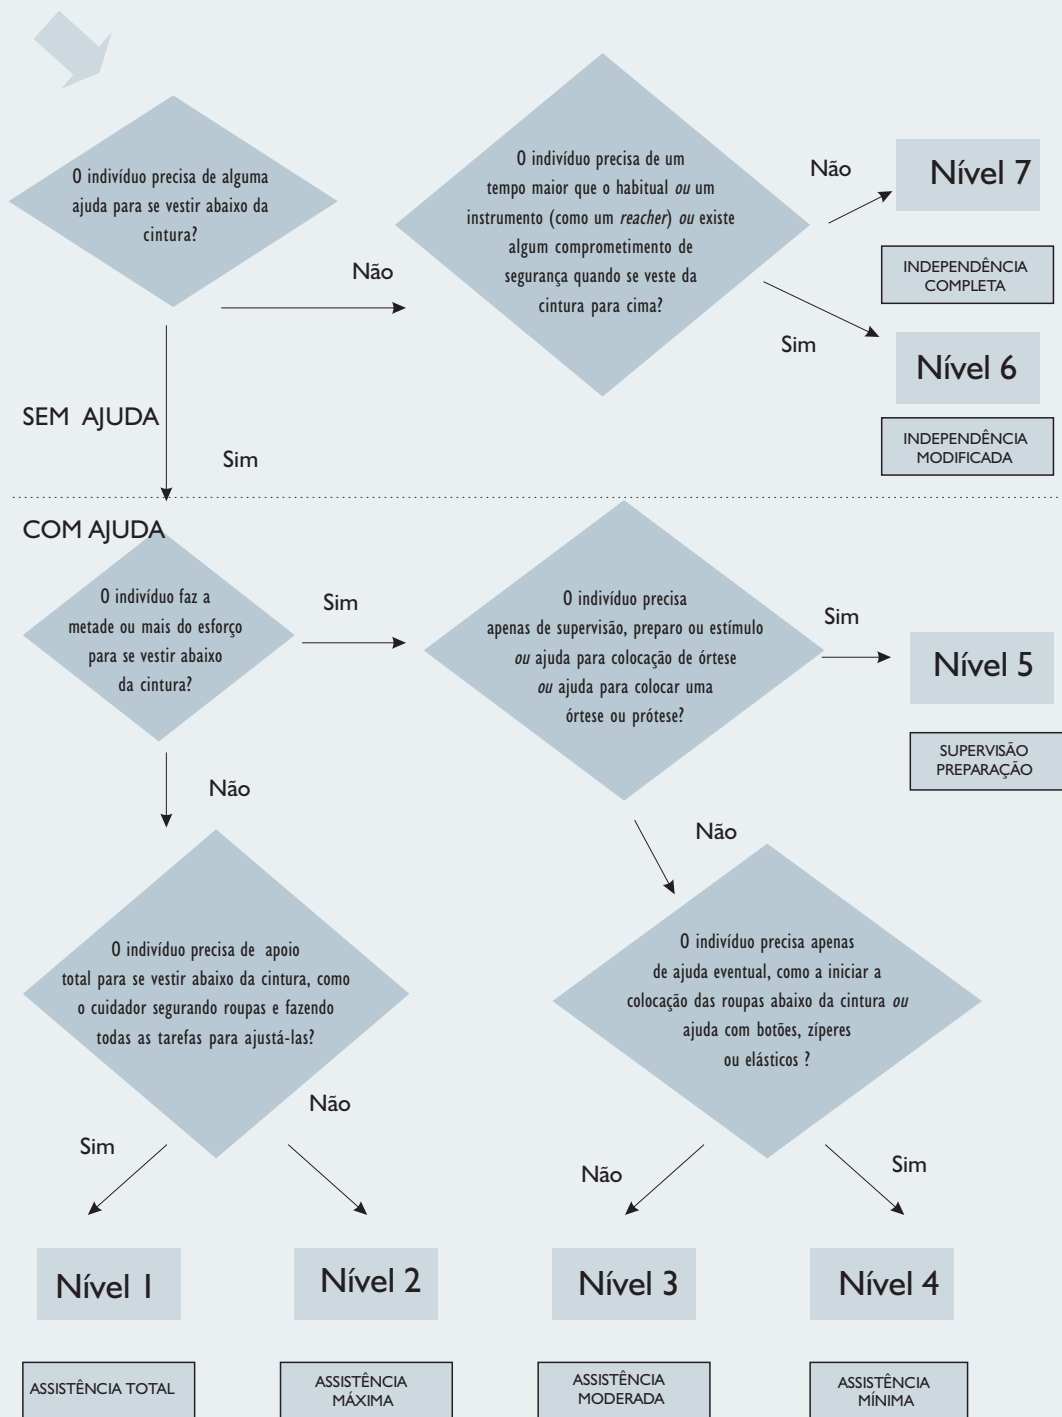 O indivíduo precisa de alguma
ajuda para se vestir abaixo da
cintura?
Não
O indivíduo precisa de um
tempo maior que o habitual ou um
instrumento (como um reacher) ou existe
algum comprometimento de
segurança quando se veste da
cintura para cima?
Não
Nível 7
INDEPENDÊNCIA
COMPLETA
Sim
Nível 6
INDEPENDÊNCIA
MODIFICADA
SEM AJUDA
Sim
COM AJUDA
O indivíduo faz a
metade ou mais do esforço
para se vestir abaixo
da cintura?
Sim
O indivíduo precisa
apenas de supervisão, preparo ou estímulo
ou ajuda para colocação de órtese
ou ajuda para colocar uma
órtese ou prótese?
Sim
Nível 5
SUPERVISÃO
PREPARAÇÃO
Não
Não
O indivíduo precisa de apoio
total para se vestir abaixo da cintura, como
o cuidador segurando roupas e fazendo
todas as tarefas para ajustá-las?
O indivíduo precisa apenas
de ajuda eventual, como a iniciar a
colocação das roupas abaixo da cintura ou
ajuda com botões, zíperes
ou elásticos ?
Sim
Não
Não
Sim
Nível 1
Nível 2
Nível 3
Nível 4
ASSISTÊNCIA TOTAL
ASSISTÊNCIA
MÁXIMA
ASSISTÊNCIA
MODERADA
ASSISTÊNCIA
MÍNIMA